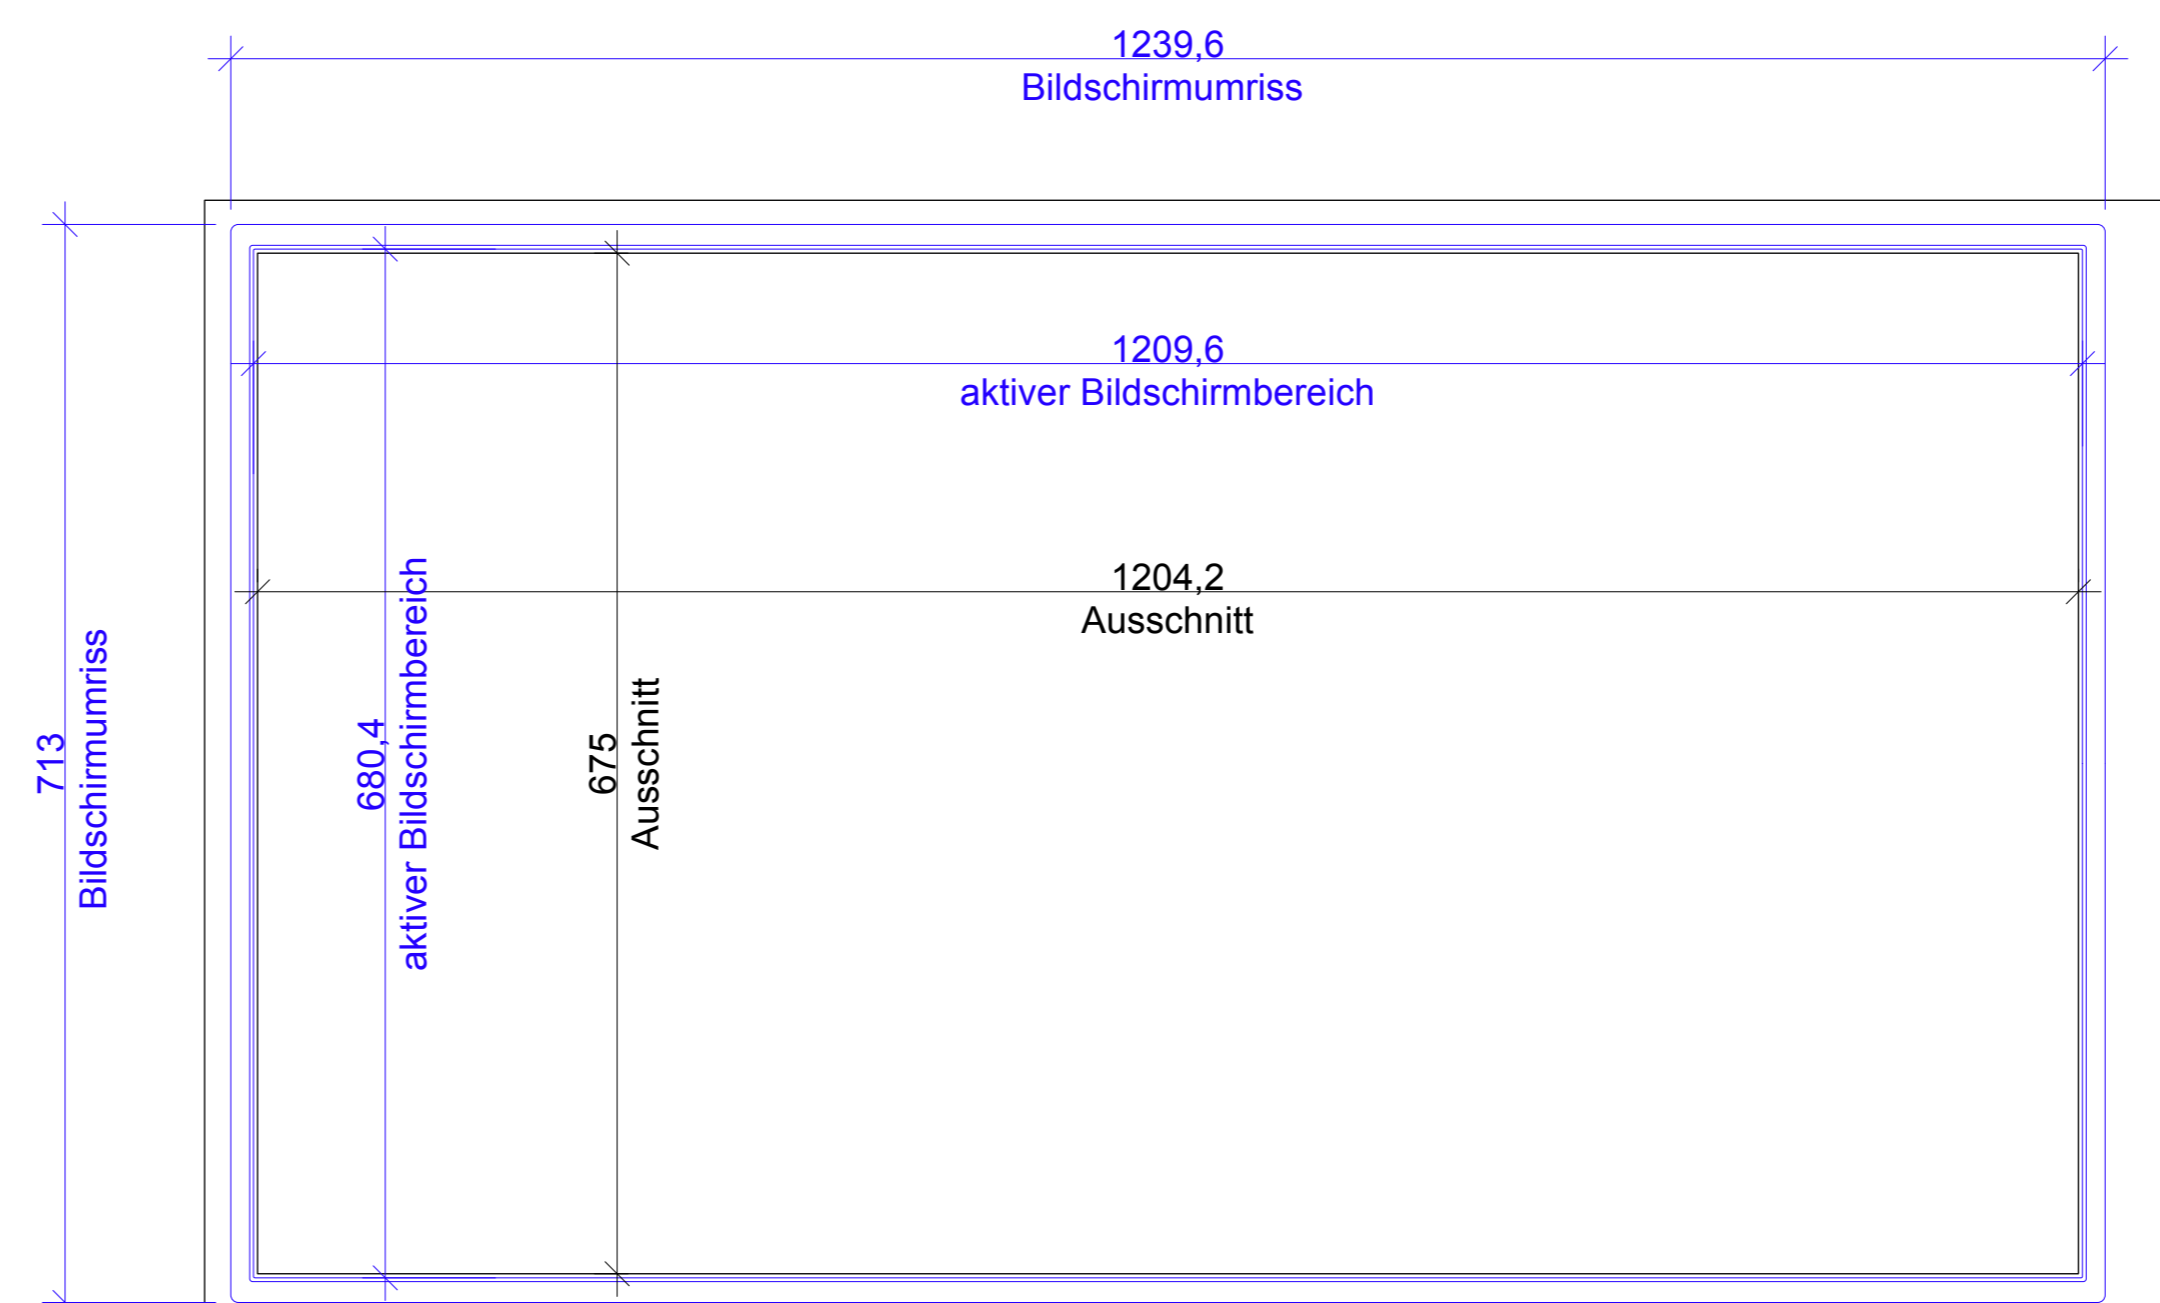 1239,6
Bildschirmumriss
1209,6
aktiver Bildschirmbereich
1204,2
Ausschnitt
713
Bildschirmumriss
680,4
aktiver Bildschirmbereich
675
Ausschnitt